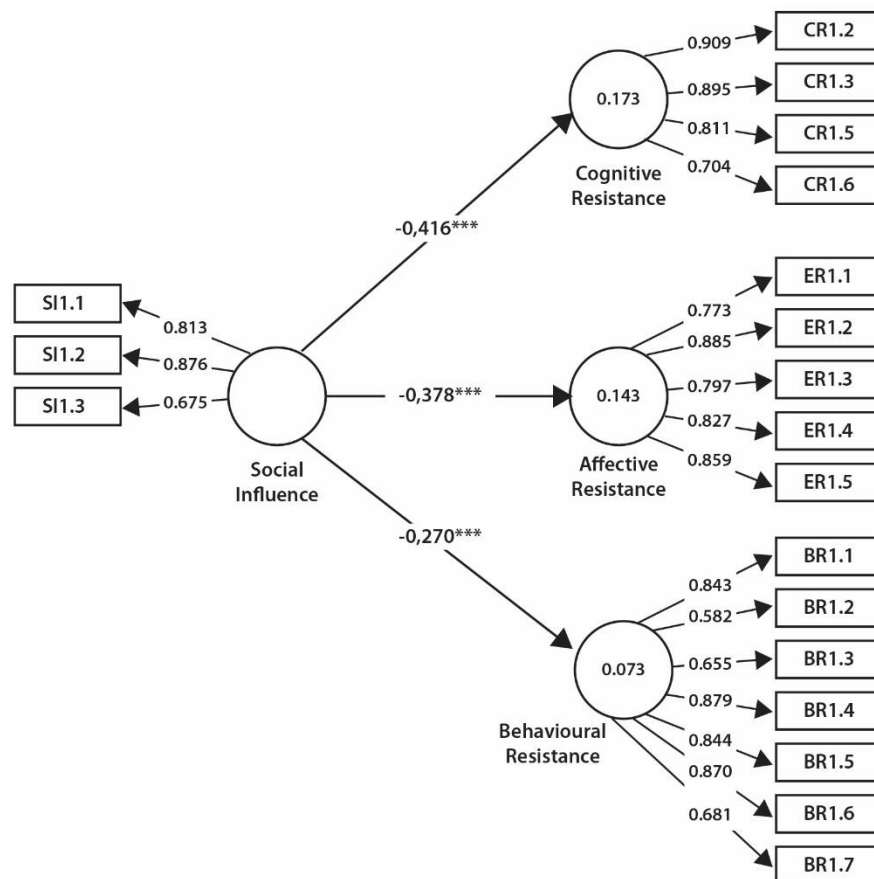 SI1.1
SI1.2
SI1.3
0.813
0.876
0.675
Social
Influence
-0,416***
-0,378***
-0,270***
0.173
Cognitive
Resistance
0.909
0.895
0.811
0.704
CR1.2
CR1.3
CR1.5
CR1.6
0.143
Affective
Resistance
0.773
0.885
0.797
0.827
0.859
ER1.1
ER1.2
ER1.3
ER1.4
ER1.5
0.073
Behavioural
Resistance
0.843
0.582
0.655
0.879
0.844
0.870
0.681
BR1.1
BR1.2
BR1.3
BR1.4
BR1.5
BR1.6
BR1.7